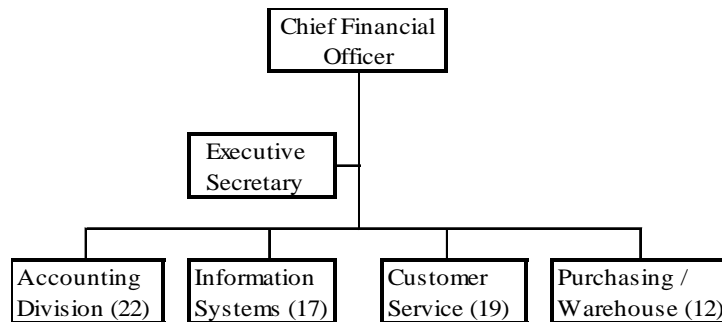 Chief Financial
Officer
Executive
Secretary
Accounting
Division (22)
Information
Systems (17)
Customer
Service (19)
Purchasing /
Warehouse (12)